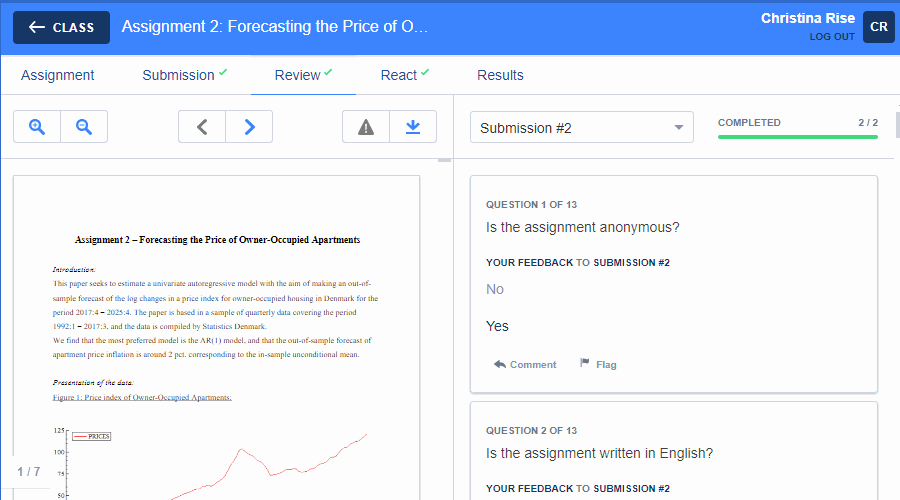 CLASS
Assignment 2: Forecasting the Price of O…
Christina Rise
LOG OUT
CR
Assignment
Submission
Review
React
Results
Submission #2
COMPLETED
2 / 2
Assignment 2 – Forecasting the Price of Owner-Occupied Apartments
Introduction:
This paper seeks to estimate a univariate autoregressive model with the aim of making an out-of-
sample forecast of the log changes in a price index for owner-occupied housing in Denmark for the
period 2017:4 – 2025:4. The paper is based in a sample of quarterly data covering the period
1992:1 – 2017:3, and the data is compiled by Statistics Denmark.
We find that the most preferred model is the AR(1) model, and that the out-of-sample forecast of
apartment price inflation is around 2 pct. corresponding to the in-sample unconditional mean.
Presentation of the data:
Figure 1: Price index of Owner-Occupied Apartments:
125
PRICES
100
75
50
1 / 7
QUESTION 1 OF 13
Is the assignment anonymous?
YOUR FEEDBACK TO SUBMISSION #2
No
Yes
Comment
Flag
QUESTION 2 OF 13
Is the assignment written in English?
YOUR FEEDBACK TO SUBMISSION #2